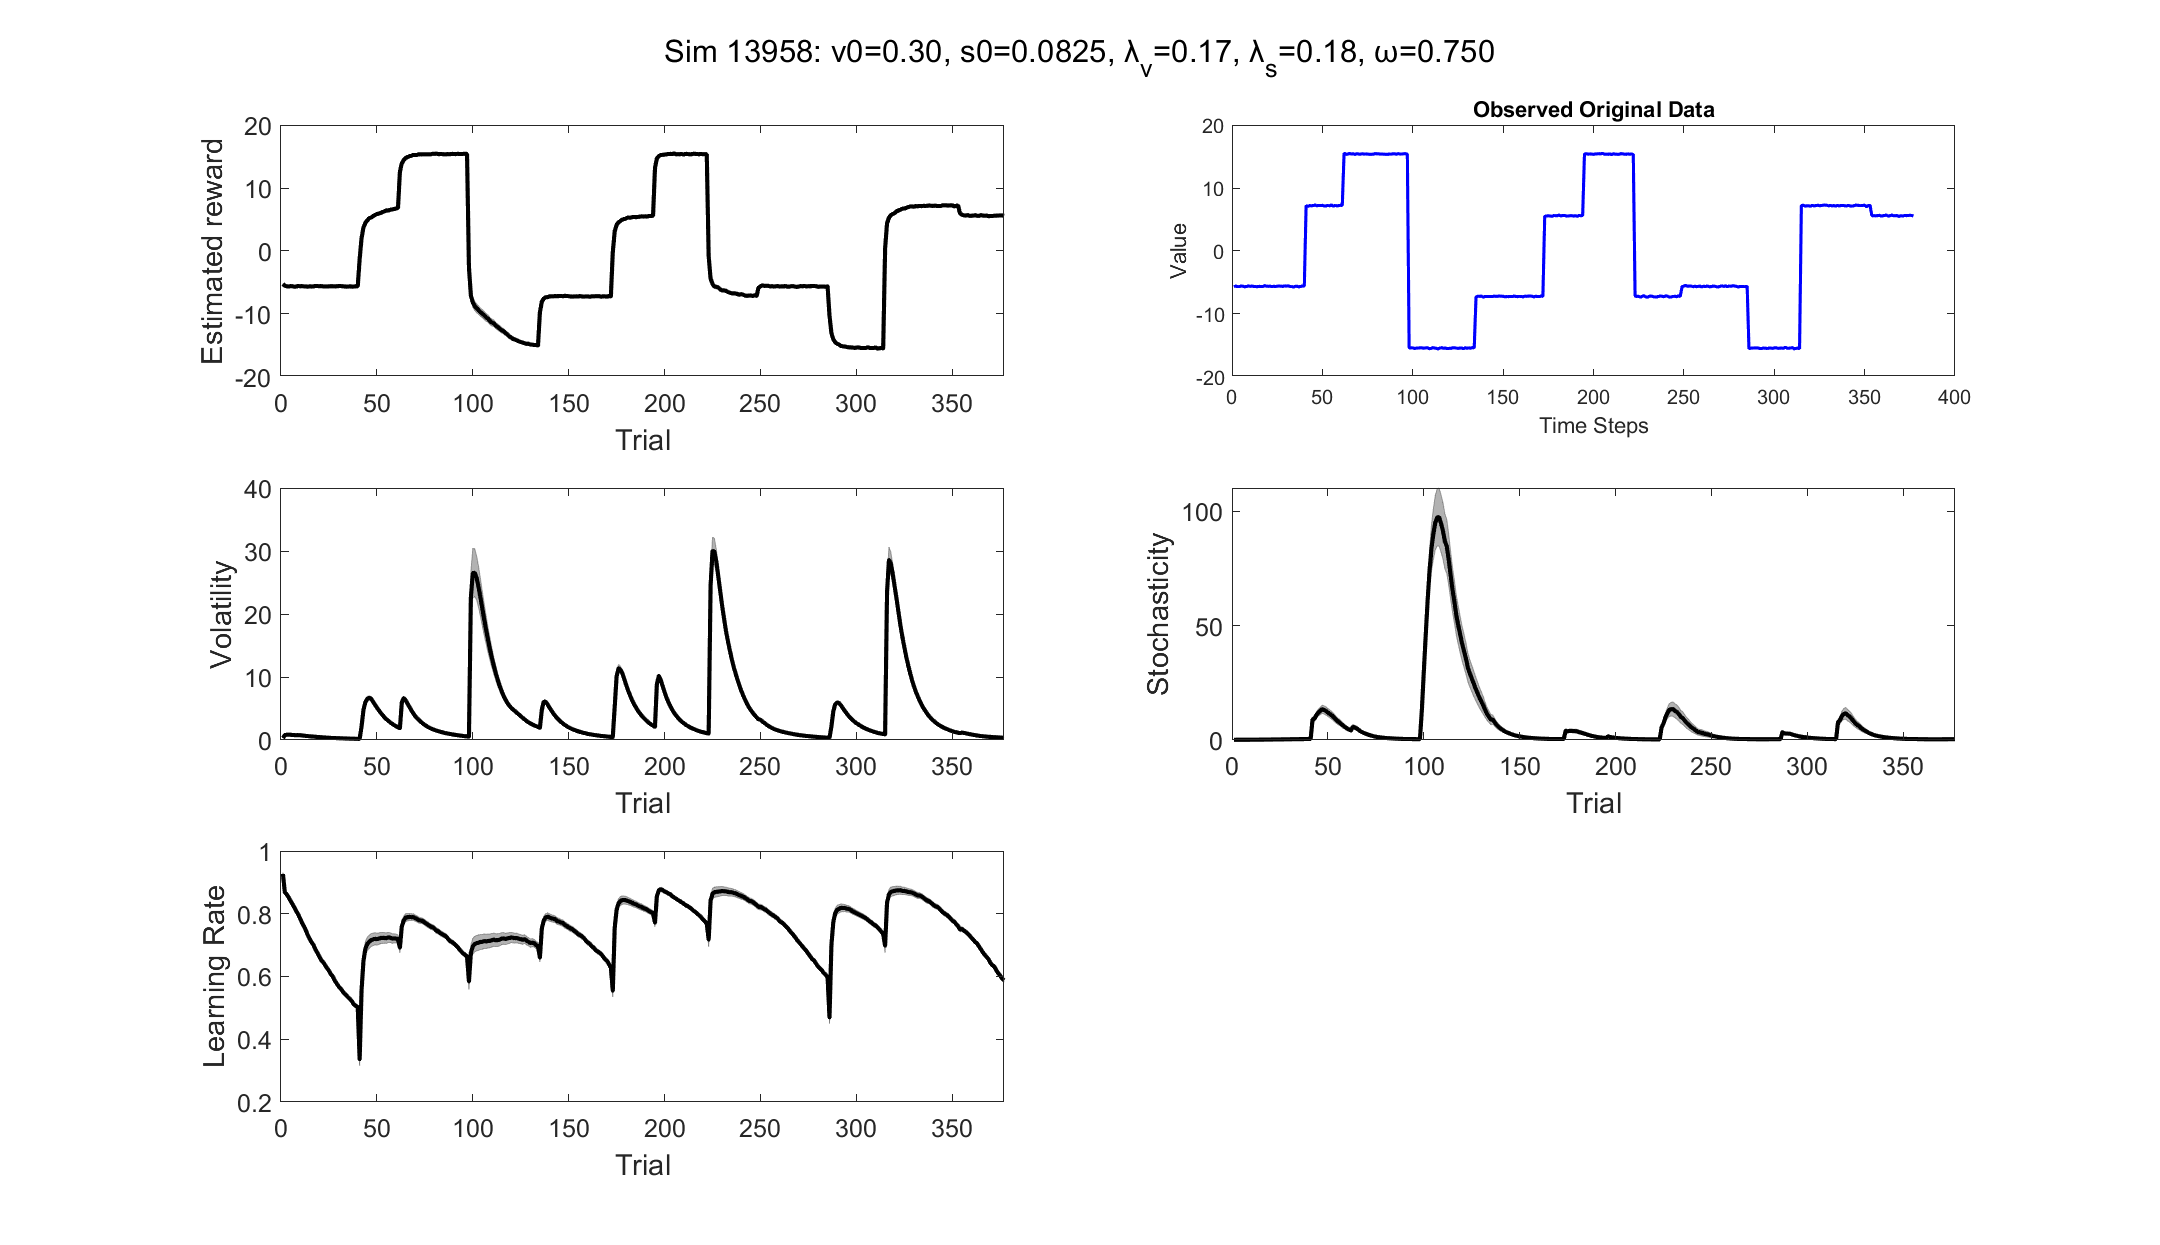 Sim 13958: v0=0.30, s0=0.0825, λ_v=0.17, λ_s=0.18, ω=0.750
20
10
0
-10
-20
Estimated reward
0 50 100 150 200 250 300 350
Trial
Observed Original Data
20
10
0
-10
-20
Value
0 50 100 150 200 250 300 350 400
Time Steps
40
30
20
10
0
Volatility
0 50 100 150 200 250 300 350
Trial
100
50
0
Stochasticity
0 50 100 150 200 250 300 350
Trial
1
0.8
0.6
0.4
0.2
Learning Rate
0 50 100 150 200 250 300 350
Trial